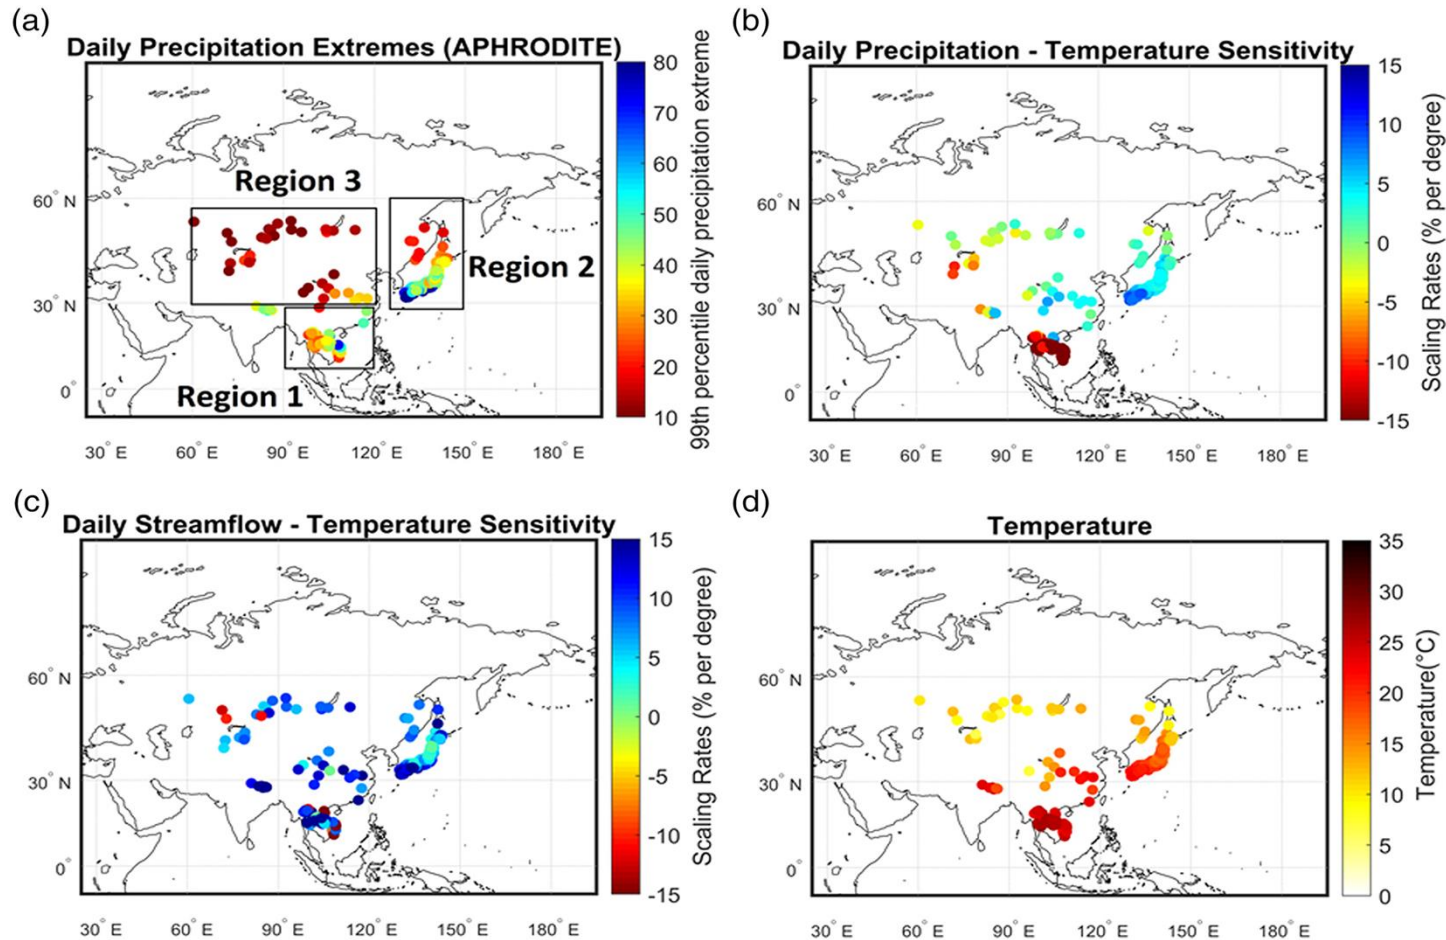 (a)
Daily Precipitation Extremes (APHRODITE)
60° N
30° N
0°
30° E
60° E
90° E
120° E
150° E
180° E
Region 3
Region 2
Region 1
80
70
60
50
40
30
20
10
99th percentile daily precipitation extreme
(b)
Daily Precipitation - Temperature Sensitivity
60° N
30° N
0°
30° E
60° E
90° E
120° E
150° E
180° E
15
10
5
0
-5
-10
-15
Scaling Rates (% per degree)
(c)
Daily Streamflow - Temperature Sensitivity
60° N
30° N
0°
30° E
60° E
90° E
120° E
150° E
180° E
15
10
5
0
-5
-10
-15
Scaling Rates (% per degree)
(d)
Temperature
60° N
30° N
0°
30° E
60° E
90° E
120° E
150° E
180° E
35
30
25
20
15
10
5
0
Temperature(°C)